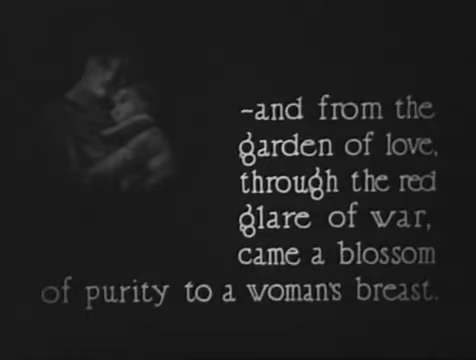 -and from the
garden of love,
through the red
glare of war,
came a blossom
of purity to a woman's breast.